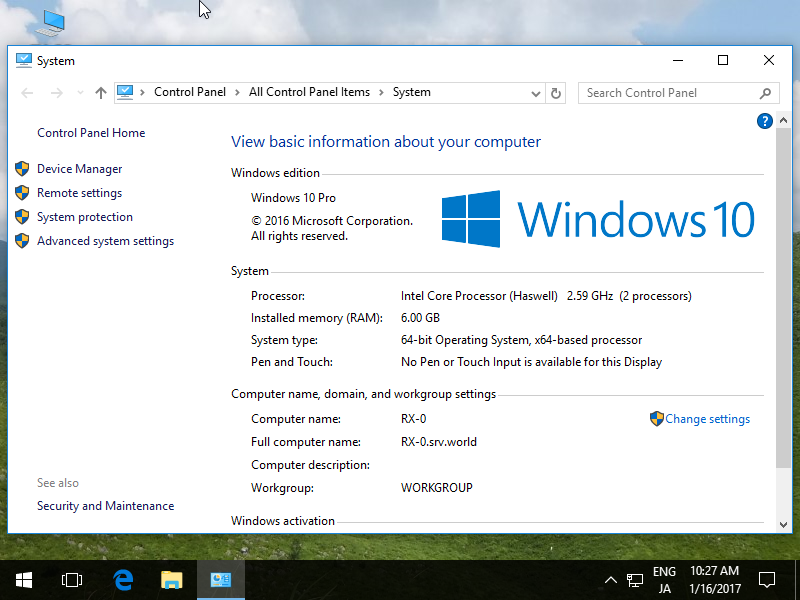 System
Control Panel > All Control Panel Items > System
Search Control Panel
Control Panel Home
Device Manager
Remote settings
System protection
Advanced system settings
See also
Security and Maintenance
?
View basic information about your computer
Windows edition
Windows 10 Pro
© 2016 Microsoft Corporation.
All rights reserved.
Windows 10
System
Processor: Intel Core Processor (Haswell) 2.59 GHz (2 processors)
Installed memory (RAM): 6.00 GB
System type: 64-bit Operating System, x64-based processor
Pen and Touch: No Pen or Touch Input is available for this Display
Computer name, domain, and workgroup settings
Computer name: RX-0
Change settings
Full computer name: RX-0.srv.world
Computer description:
Workgroup: WORKGROUP
Windows activation
ENG
JA
10:27 AM
1/16/2017